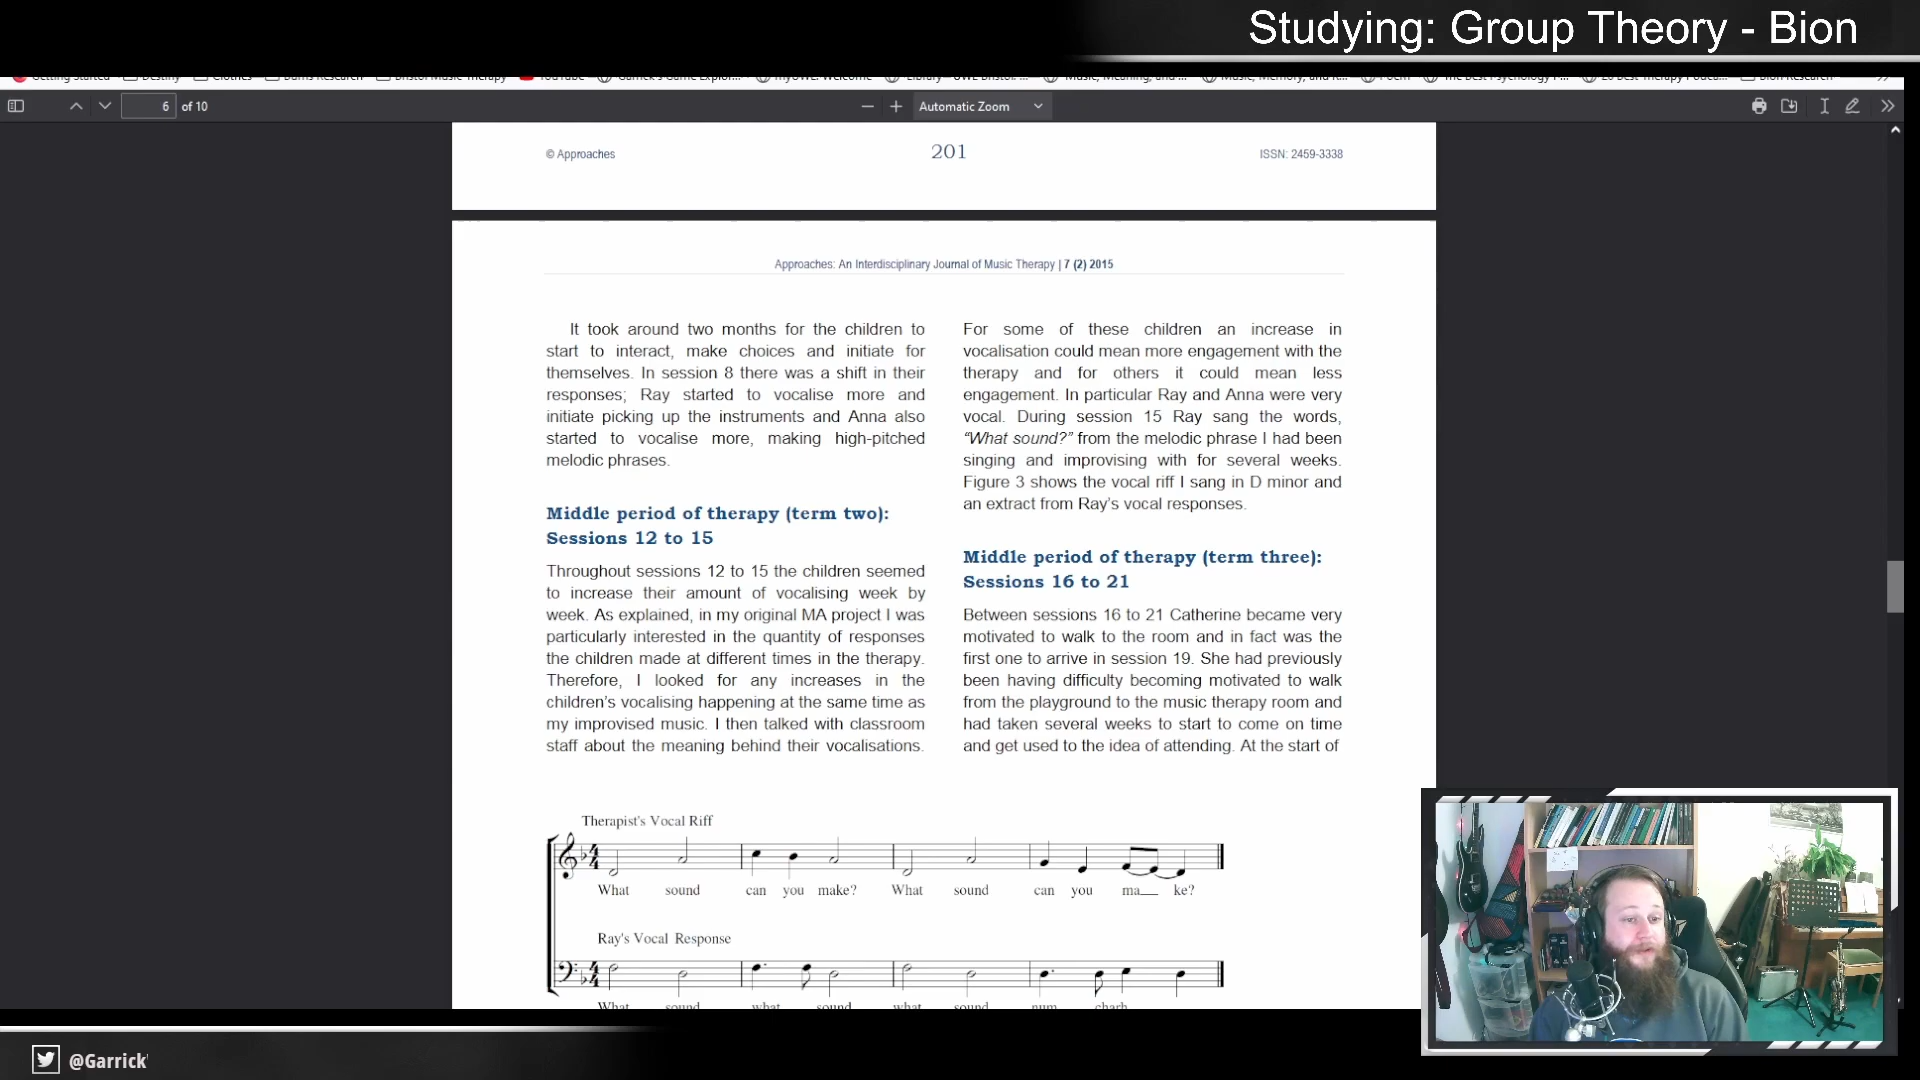 Studying: Group Theory - Bion
6 of 10
Automatic Zoom
© Approaches
201
ISSN: 2459-3338
Approaches: An Interdisciplinary Journal of Music Therapy | 7 (2) 2015
It took around two months for the children to
start to interact, make choices and initiate for
themselves. In session 8 there was a shift in their
responses; Ray started to vocalise more and
initiate picking up the instruments and Anna also
started to vocalise more, making high-pitched
melodic phrases.
Middle period of therapy (term two):
Sessions 12 to 15
Throughout sessions 12 to 15 the children seemed
to increase their amount of vocalising week by
week. As explained, in my original MA project I was
particularly interested in the quantity of responses
the children made at different times in the therapy.
Therefore, I looked for any increases in the
children's vocalising happening at the same time as
my improvised music. I then talked with classroom
staff about the meaning behind their vocalisations.
For some of these children an increase in
vocalisation could mean more engagement with the
therapy and for others it could mean less
engagement. In particular Ray and Anna were very
vocal. During session 15 Ray sang the words,
“What sound?” from the melodic phrase I had been
singing and improvising with for several weeks.
Figure 3 shows the vocal riff I sang in D minor and
an extract from Ray's vocal responses.
Middle period of therapy (term three):
Sessions 16 to 21
Between sessions 16 to 21 Catherine became very
motivated to walk to the room and in fact was the
first one to arrive in session 19. She had previously
been having difficulty becoming motivated to walk
from the playground to the music therapy room and
had taken several weeks to start to come on time
and get used to the idea of attending. At the start of
Therapist's Vocal Riff
What sound can you make? What sound can you ma__ ke?
Ray's Vocal Response
What sound what sound what sound num charh
@Garrick